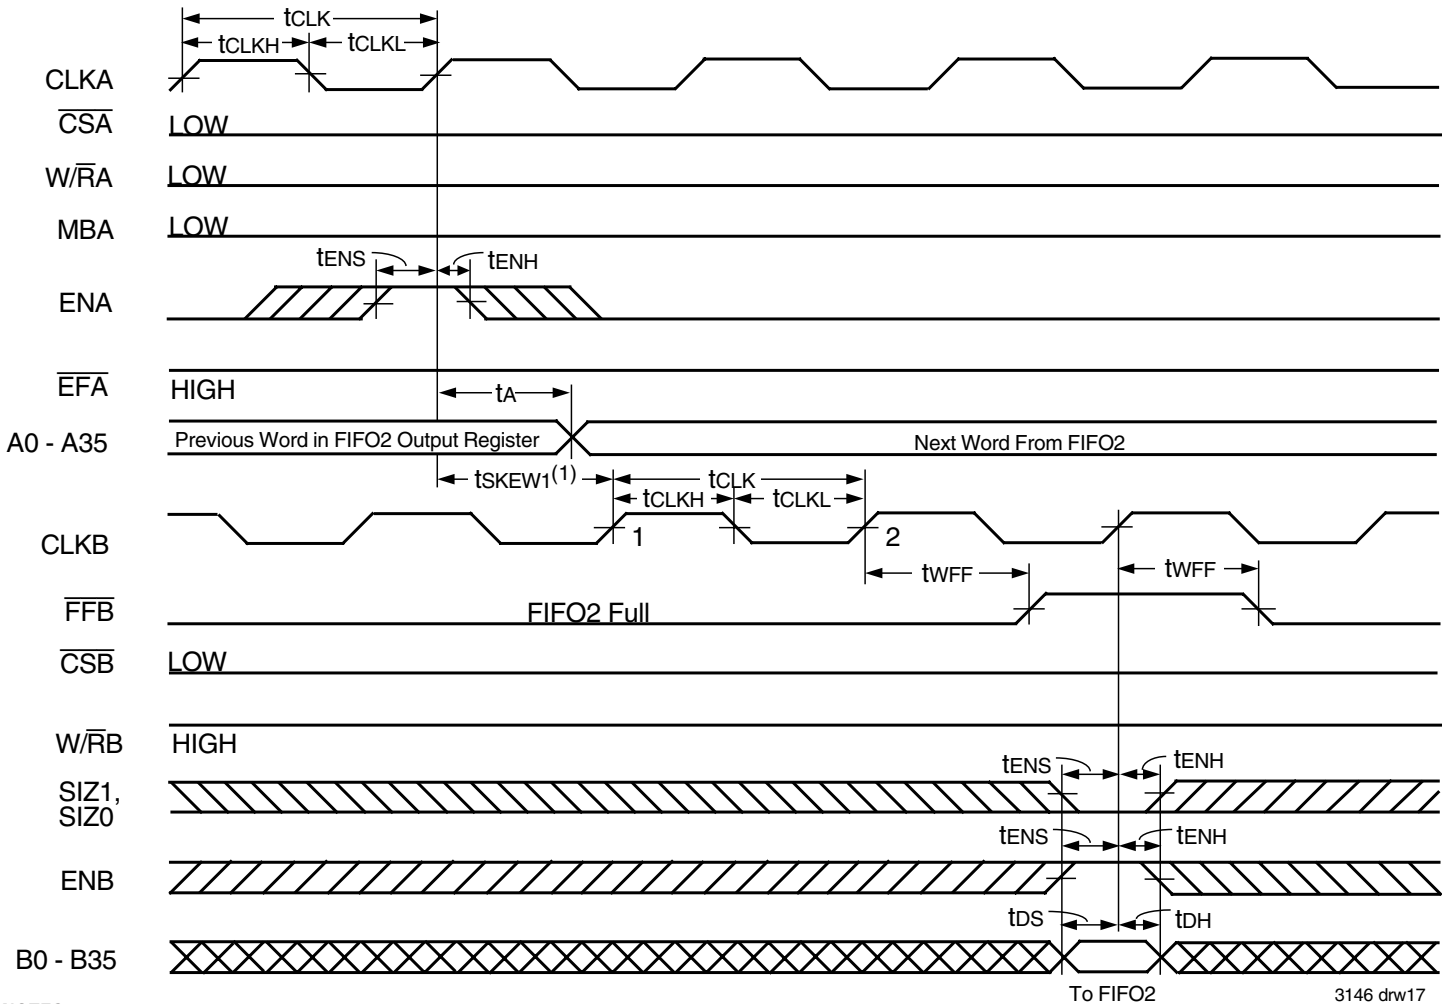 tCLK
tCLKH tCLKL
CLKA
CSA LOW
W/RA LOW
MBA LOW
tENS tENH
ENA
EFA HIGH
tA
A0 - A35 Previous Word in FIFO2 Output Register Next Word From FIFO2
tSKEW1(1) tCLK
tCLKH tCLKL
CLKB 1 2
tWFF tWFF
FFB FIFO2 Full
CSB LOW
W/RB HIGH
tENS tENH
SIZ1,
SIZ0
tENS tENH
ENB
tDS tDH
B0 - B35
To FIFO2 3146 drw17